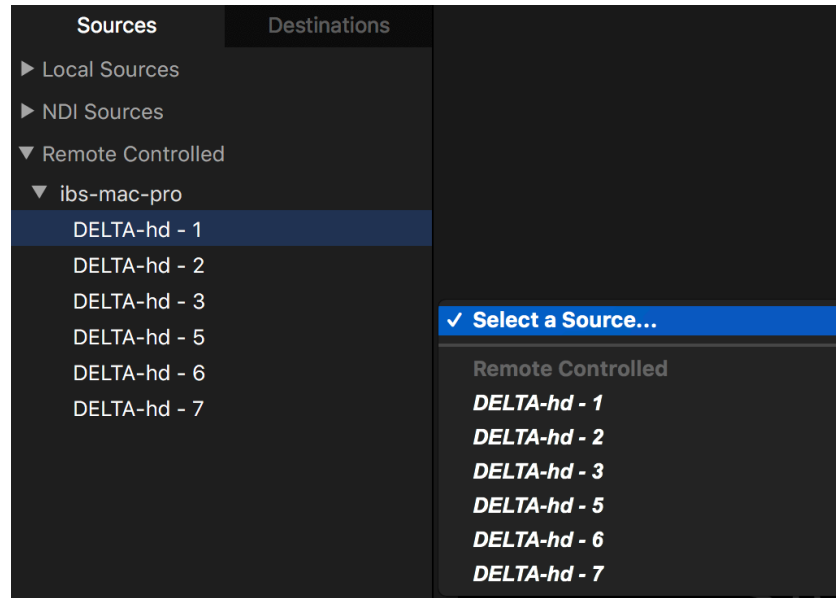 Sources
Destinations
Local Sources
NDI Sources
Remote Controlled
ibs-mac-pro
DELTA-hd - 1
DELTA-hd - 2
DELTA-hd - 3
DELTA-hd - 5
DELTA-hd - 6
DELTA-hd - 7
Select a Source...
Remote Controlled
DELTA-hd - 1
DELTA-hd - 2
DELTA-hd - 3
DELTA-hd - 5
DELTA-hd - 6
DELTA-hd - 7